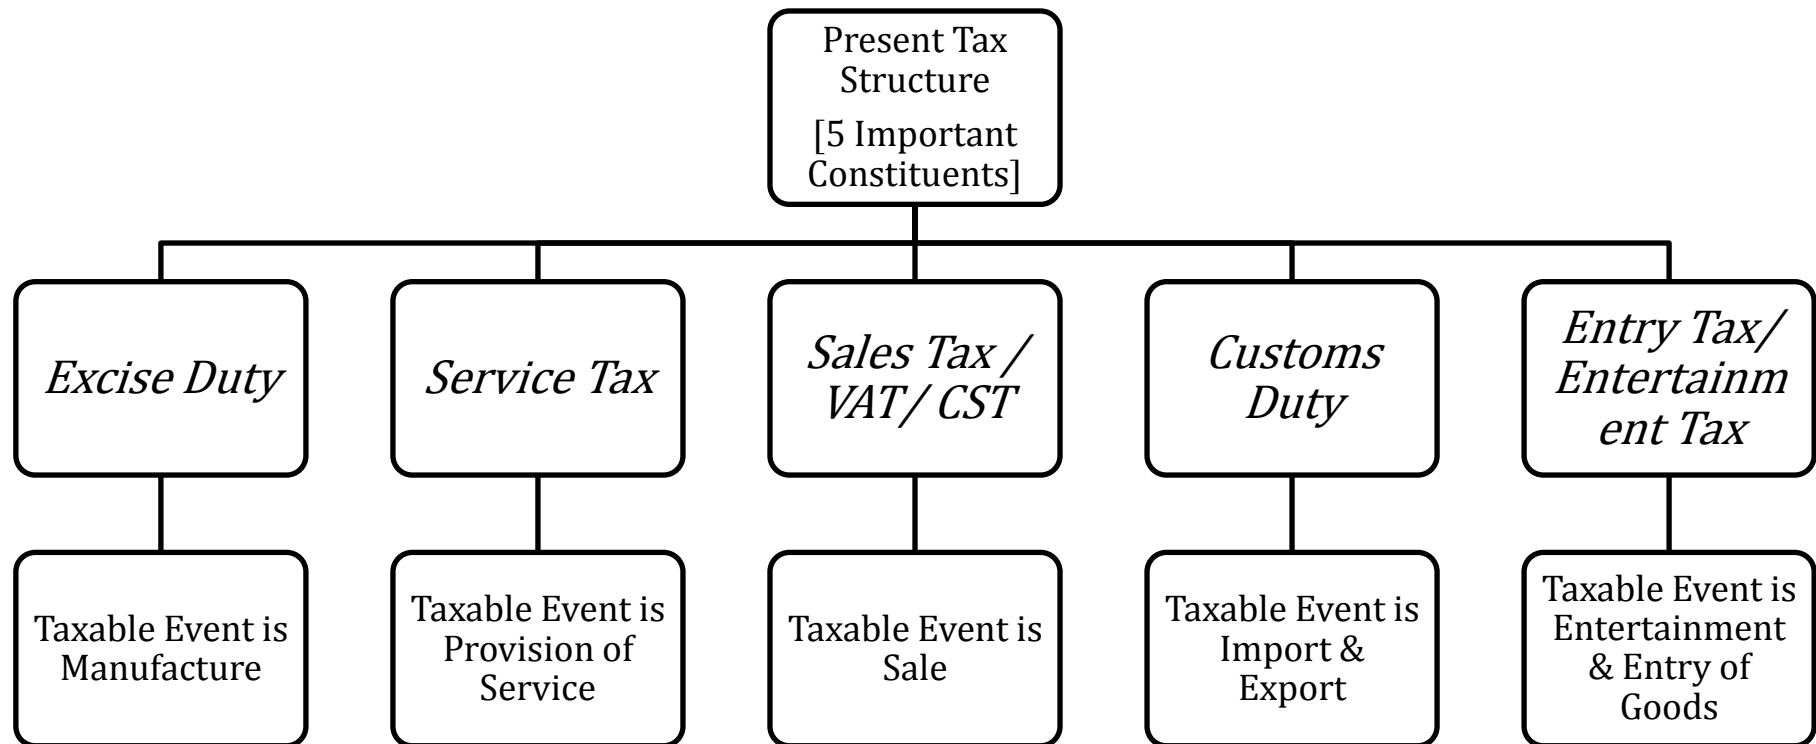 Present Tax
Structure
[5 Important
Constituents]
Excise Duty
Service Tax
Sales Tax /
VAT/ CST
Customs
Duty
Entry Tax/
Entertainm
ent Tax
Taxable Event is
Manufacture
Taxable Event is
Provision of
Service
Taxable Event is
Sale
Taxable Event is
Import &
Export
Taxable Event is
Entertainment
& Entry of
Goods